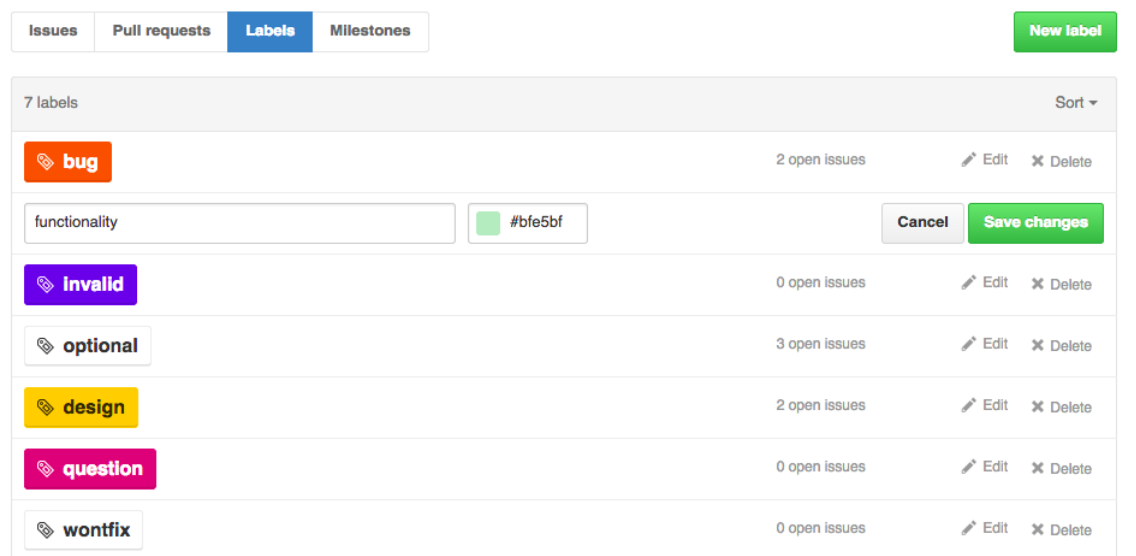 Issues Pull requests Labels Milestones New label
7 labels Sort
bug 2 open issues Edit Delete
functionality #bfe5bf Cancel Save changes
invalid 0 open issues Edit Delete
optional 3 open issues Edit Delete
design 2 open issues Edit Delete
question 0 open issues Edit Delete
wontfix 0 open issues Edit Delete